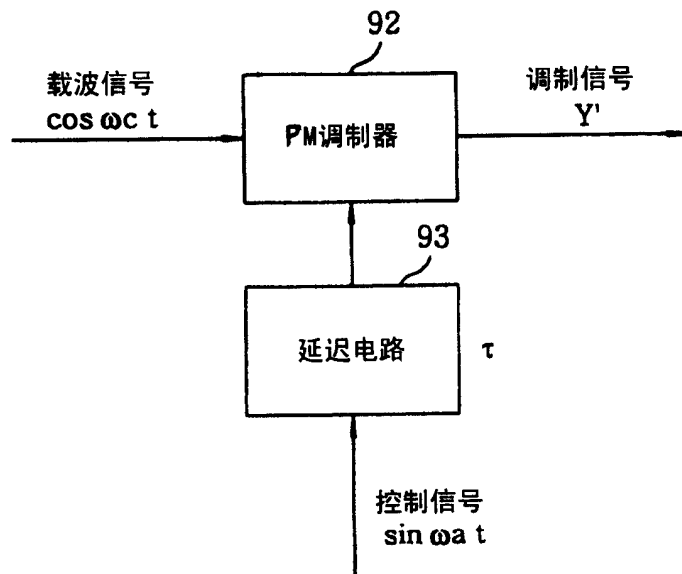 92
载波信号
cos ωc t
PM调制器
调制信号
Y'
93
延迟电路
τ
控制信号
sin ωa t